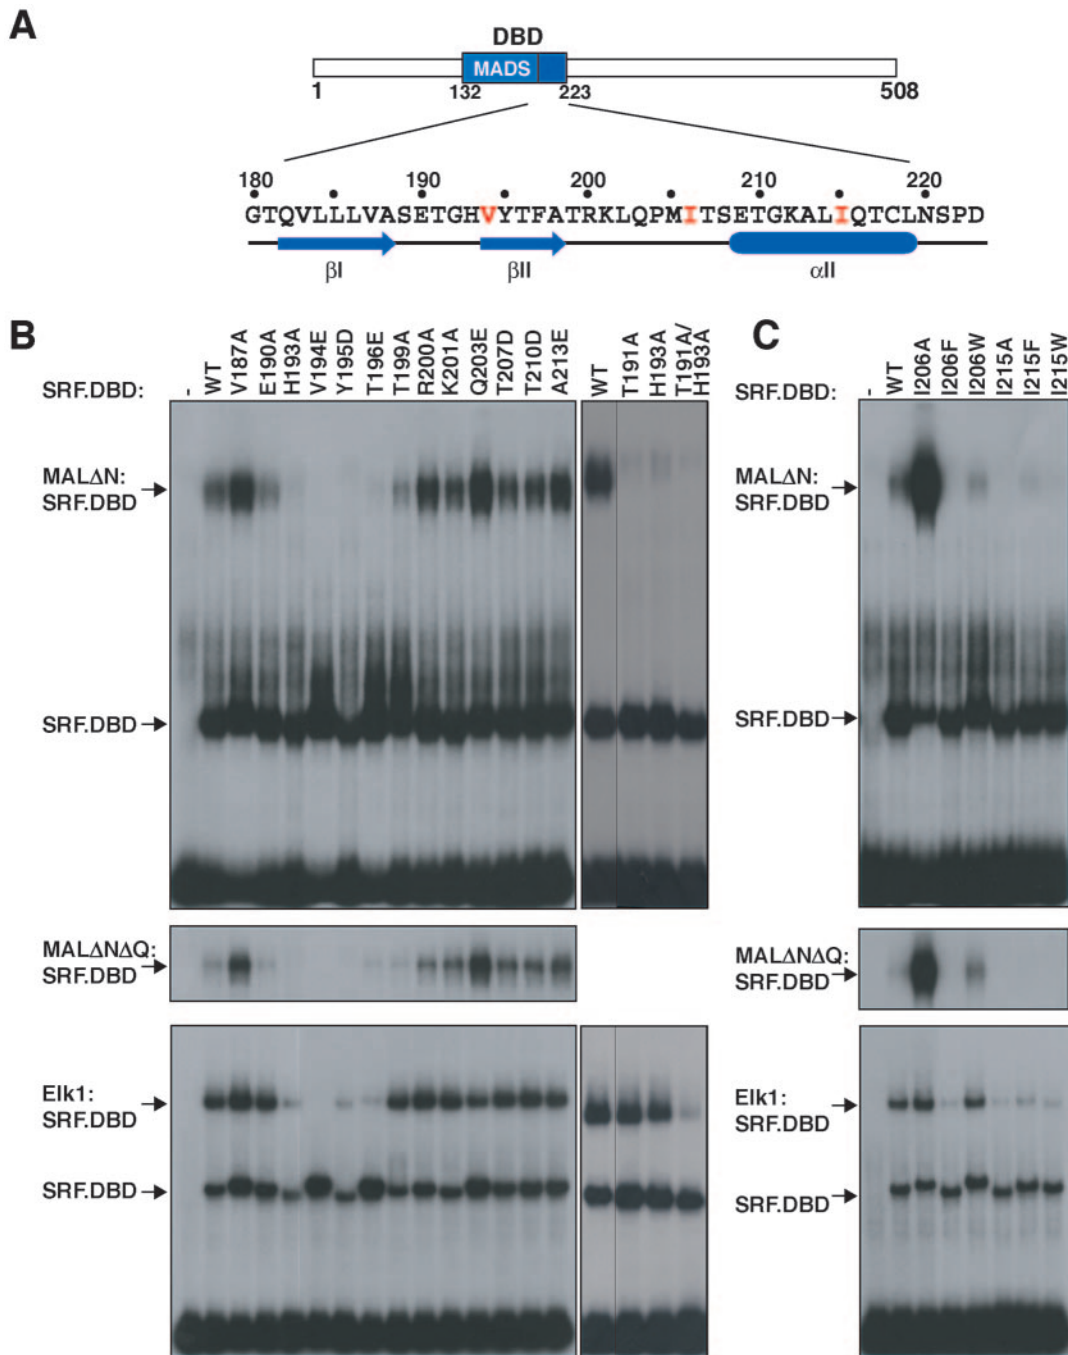 A
DBD
MADS
1
132
223
508
180 190 200 210 220
GTQVLLLVASETGHVYTFATRKLQPMITSETGKALIQTCLNSPD
βI
βII
αII
B
SRF.DBD:
-
WT
V187A
E190A
H193A
V194E
Y195D
T196E
T199A
R200A
K201A
Q203E
T207D
T210D
A213E
WT
T191A
H193A
T191A/
H193A
MALΔN:
SRF.DBD
SRF.DBD
MALΔNΔQ:
SRF.DBD
Elk1:
SRF.DBD
SRF.DBD
C
SRF.DBD:
-
WT
I206A
I206F
I206W
I215A
I215F
I215W
MALΔN:
SRF.DBD
SRF.DBD
MALΔNΔQ:
SRF.DBD
Elk1:
SRF.DBD
SRF.DBD